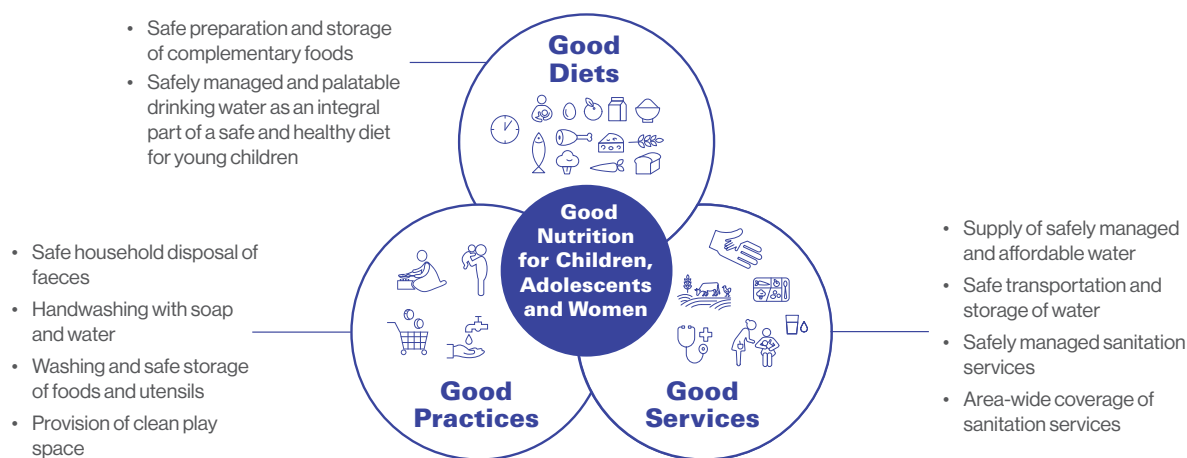 • Safe preparation and storage
of complementary foods
• Safely managed and palatable
drinking water as an integral
part of a safe and healthy diet
for young children
Good
Diets
Good
Nutrition
for Children,
Adolescents
and Women
• Safe household disposal of
faeces
• Handwashing with soap
and water
• Washing and safe storage
of foods and utensils
• Provision of clean play
space
Good
Practices
Good
Services
• Supply of safely managed
and affordable water
• Safe transportation and
storage of water
• Safely managed sanitation
services
• Area-wide coverage of
sanitation services